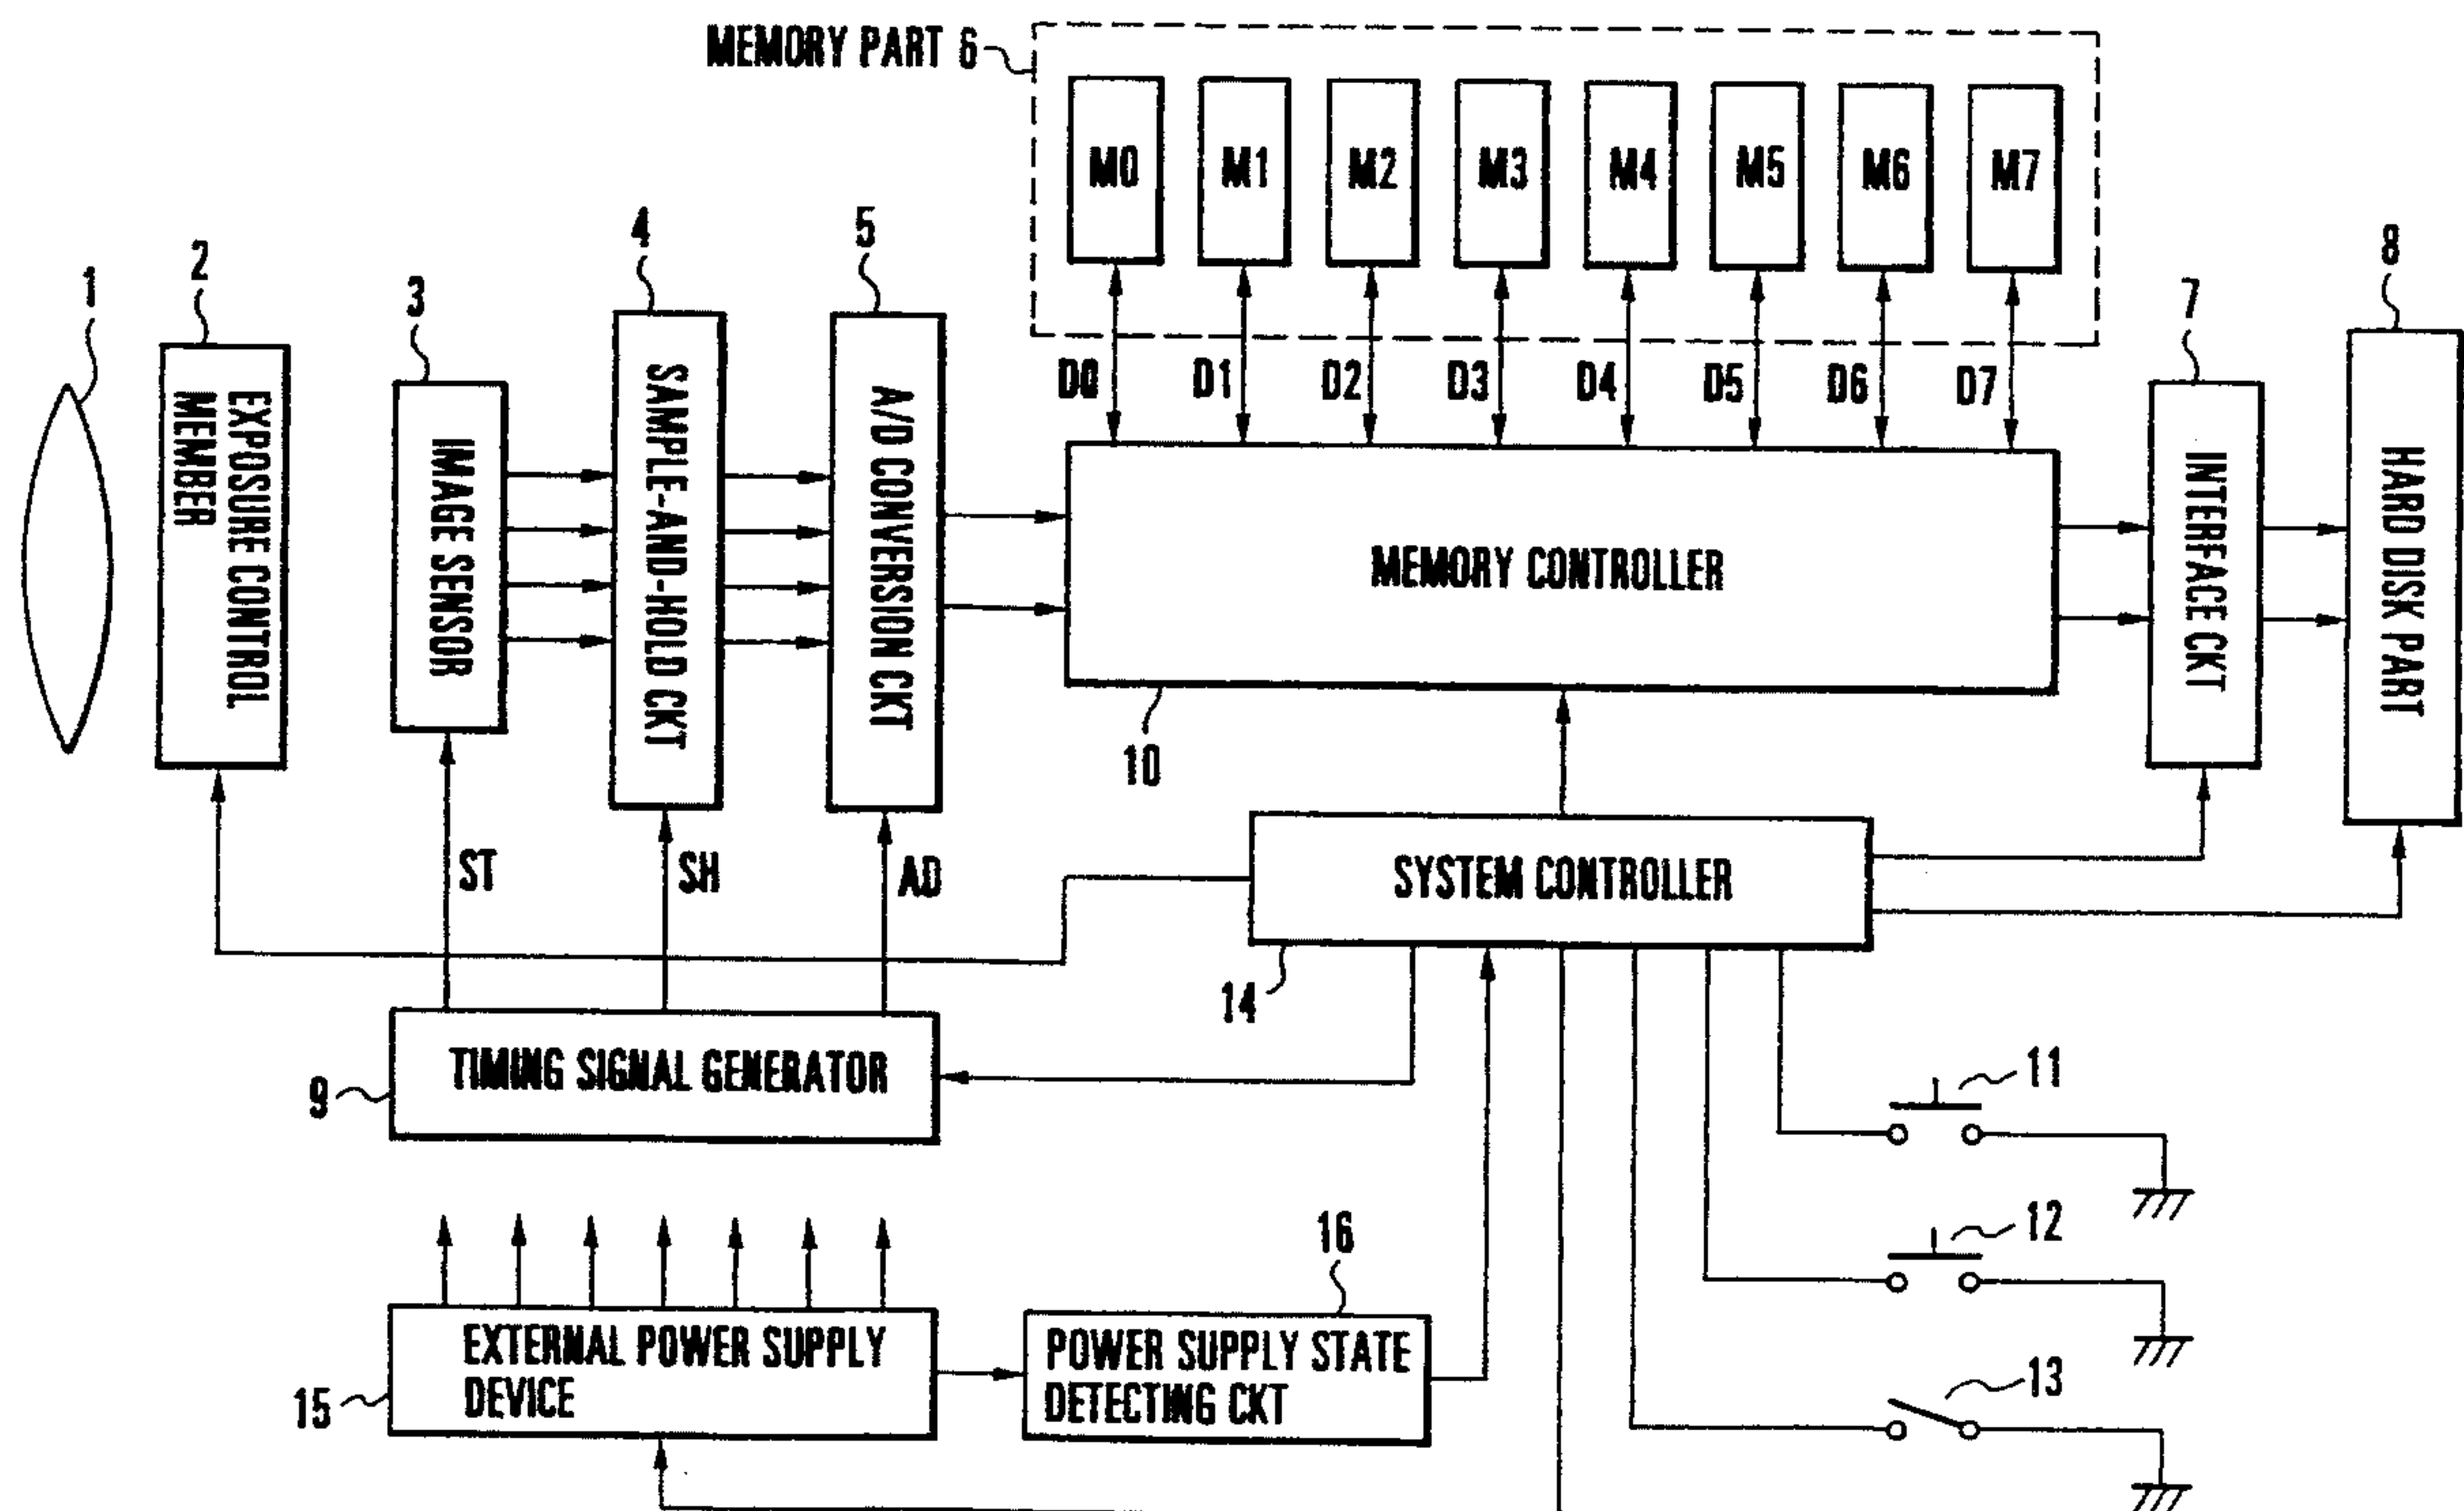 MEMORY PART 6
M0 M1 M2 M3 M4 M5 M6 M7
D0 D1 D2 D3 D4 D5 D6 D7
1
2
EXPOSURE CONTROL
MEMBER
3
IMAGE SENSOR
4
SAMPLE-AND-HOLD CKT
5
A/D CONVERSION CKT
MEMORY CONTROLLER
10
7
INTERFACE CKT
8
HARD DISK PART
ST
SH
AD
SYSTEM CONTROLLER
14
TIMING SIGNAL GENERATOR
9
11
12
13
EXTERNAL POWER SUPPLY
DEVICE
15
16
POWER SUPPLY STATE
DETECTING CKT